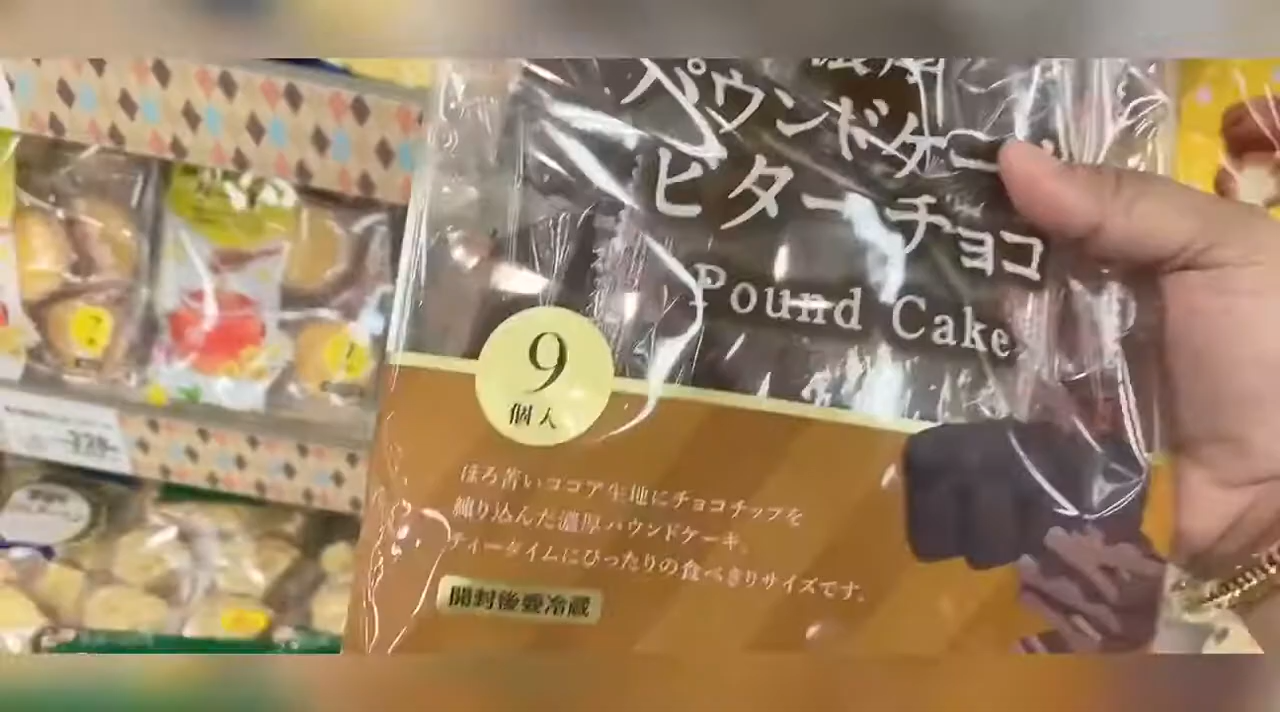 濃厚
パウンドケー
ビターチョコ
Pound Cake
9
個入
ほろ苦いココア生地にチョコチップを
練り込んだ濃厚パウンドケーキ。
ティータイムにぴったりの食べきりサイズです。
開封後要冷蔵